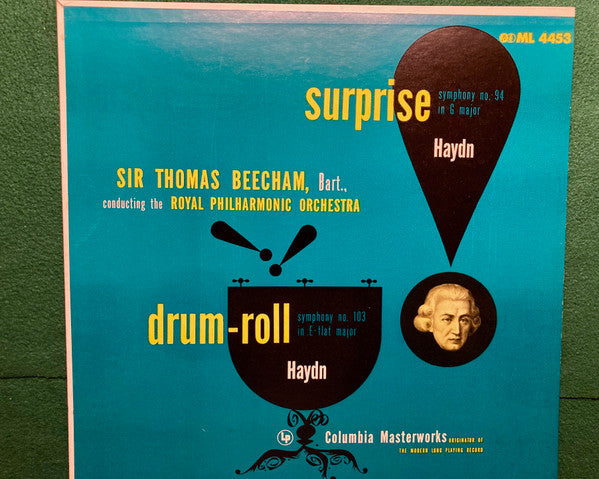 ML 4453
surprise
symphony no. 94
in G major
Haydn
SIR THOMAS BEECHAM, Bart.,
conducting the ROYAL PHILHARMONIC ORCHESTRA
drum-roll
symphony no. 103
in E-flat major
Haydn
LP Columbia Masterworks ORIGINATOR OF
THE MODERN LONG PLAYING RECORD